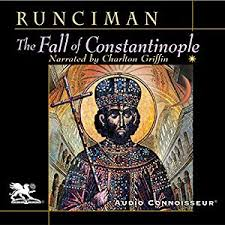 RUNCIMAN
The Fall of Constantinople
Narrated by Charlton Griffin
AUDIO CONNOISSEUR®